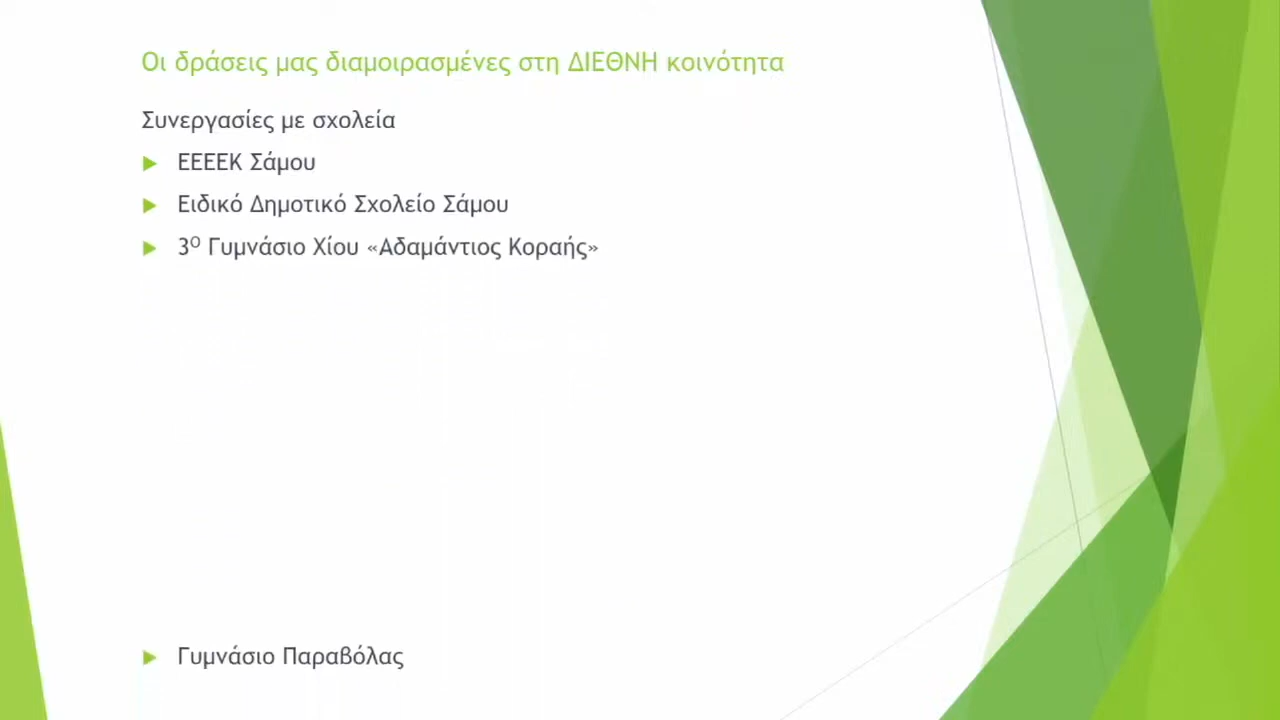 Οι δράσεις μας διαμοιρασμένες στη ΔΙΕΘΝΗ κοινότητα
Συνεργασίες με σχολεία
ΕΕΕΕΚ Σάμου
Ειδικό Δημοτικό Σχολείο Σάμου
3Ο Γυμνάσιο Χίου «Αδαμάντιος Κοραής»
Γυμνάσιο Παραβόλας